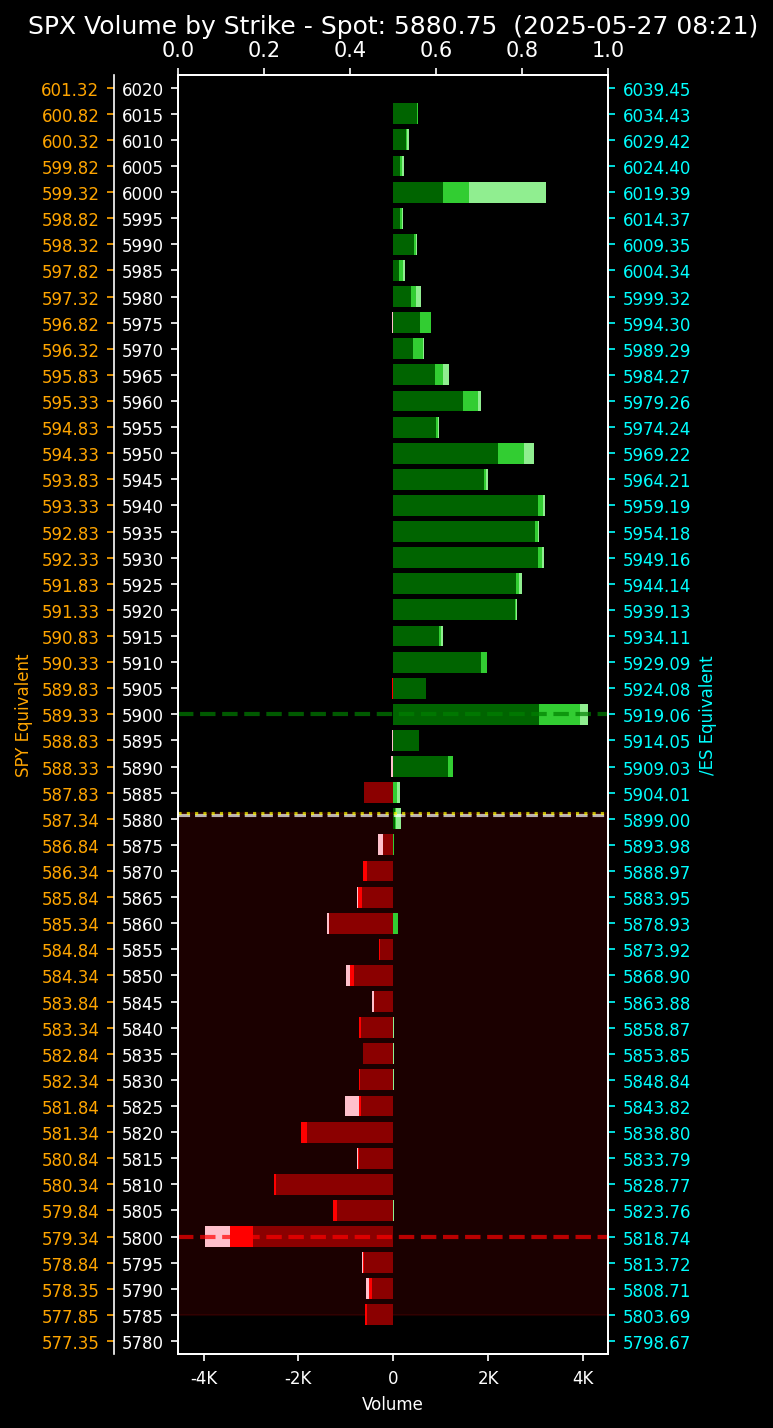 SPX Volume by Strike - Spot: 5880.75 (2025-05-27 08:21)
0.0 0.2 0.4 0.6 0.8 1.0
601.32 6020 6039.45
600.82 6015 6034.43
600.32 6010 6029.42
599.82 6005 6024.40
599.32 6000 6019.39
598.82 5995 6014.37
598.32 5990 6009.35
597.82 5985 6004.34
597.32 5980 5999.32
596.82 5975 5994.30
596.32 5970 5989.29
595.83 5965 5984.27
595.33 5960 5979.26
594.83 5955 5974.24
594.33 5950 5969.22
593.83 5945 5964.21
593.33 5940 5959.19
592.83 5935 5954.18
592.33 5930 5949.16
591.83 5925 5944.14
591.33 5920 5939.13
590.83 5915 5934.11
590.33 5910 5929.09
589.83 5905 5924.08
589.33 5900 5919.06
588.83 5895 5914.05
588.33 5890 5909.03
587.83 5885 5904.01
587.34 5880 5899.00
586.84 5875 5893.98
586.34 5870 5888.97
585.84 5865 5883.95
585.34 5860 5878.93
584.84 5855 5873.92
584.34 5850 5868.90
583.84 5845 5863.88
583.34 5840 5858.87
582.84 5835 5853.85
582.34 5830 5848.84
581.84 5825 5843.82
581.34 5820 5838.80
580.84 5815 5833.79
580.34 5810 5828.77
579.84 5805 5823.76
579.34 5800 5818.74
578.84 5795 5813.72
578.35 5790 5808.71
577.85 5785 5803.69
577.35 5780 5798.67
SPY Equivalent
/ES Equivalent
-4K -2K 0 2K 4K
Volume